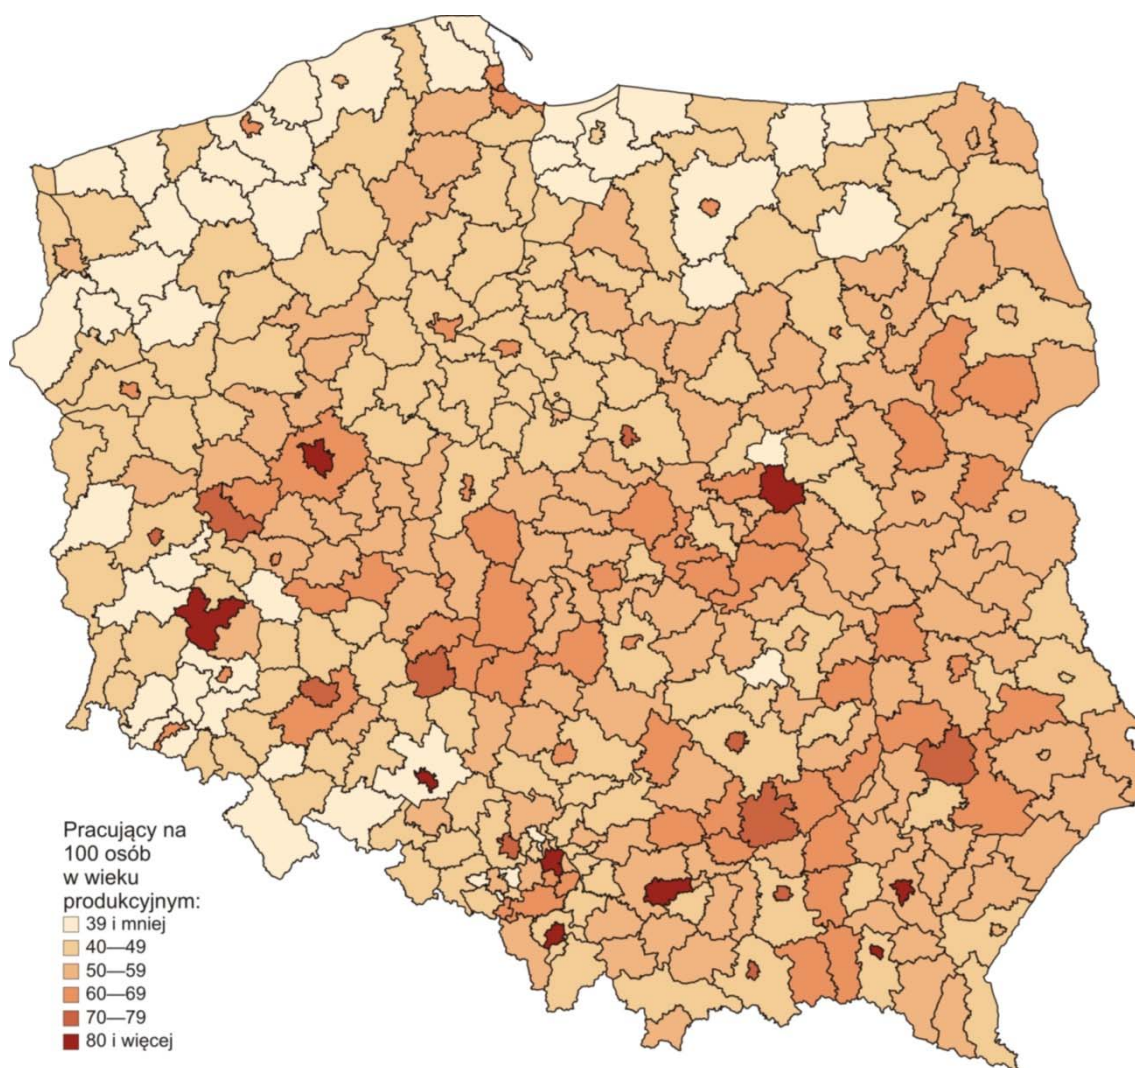 Pracujący na
100 osób
w wieku
produkcyjnym:
39 i mniej
40—49
50—59
60—69
70—79
80 i więcej